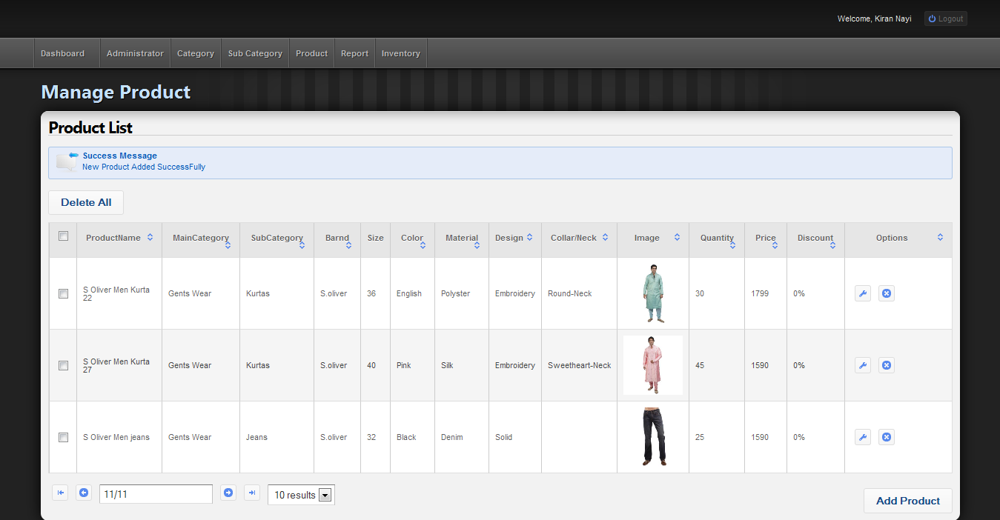 Welcome, Kiran Nayi Logout
Dashboard Administrator Category Sub Category Product Report Inventory
Manage Product
Product List
Success Message
New Product Added SuccessFully
Delete All
ProductName MainCategory SubCategory Barnd Size Color Material Design Collar/Neck Image Quantity Price Discount Options
S Oliver Men Kurta
22
Gents Wear Kurtas S.oliver 36 English Polyster Embroidery Round-Neck 30 1799 0%
S Oliver Men Kurta
27
Gents Wear Kurtas S.oliver 40 Pink Silk Embroidery Sweetheart-Neck 45 1590 0%
S Oliver Men jeans Gents Wear Jeans S.oliver 32 Black Denim Solid 25 1590 0%
11/11 10 results
Add Product